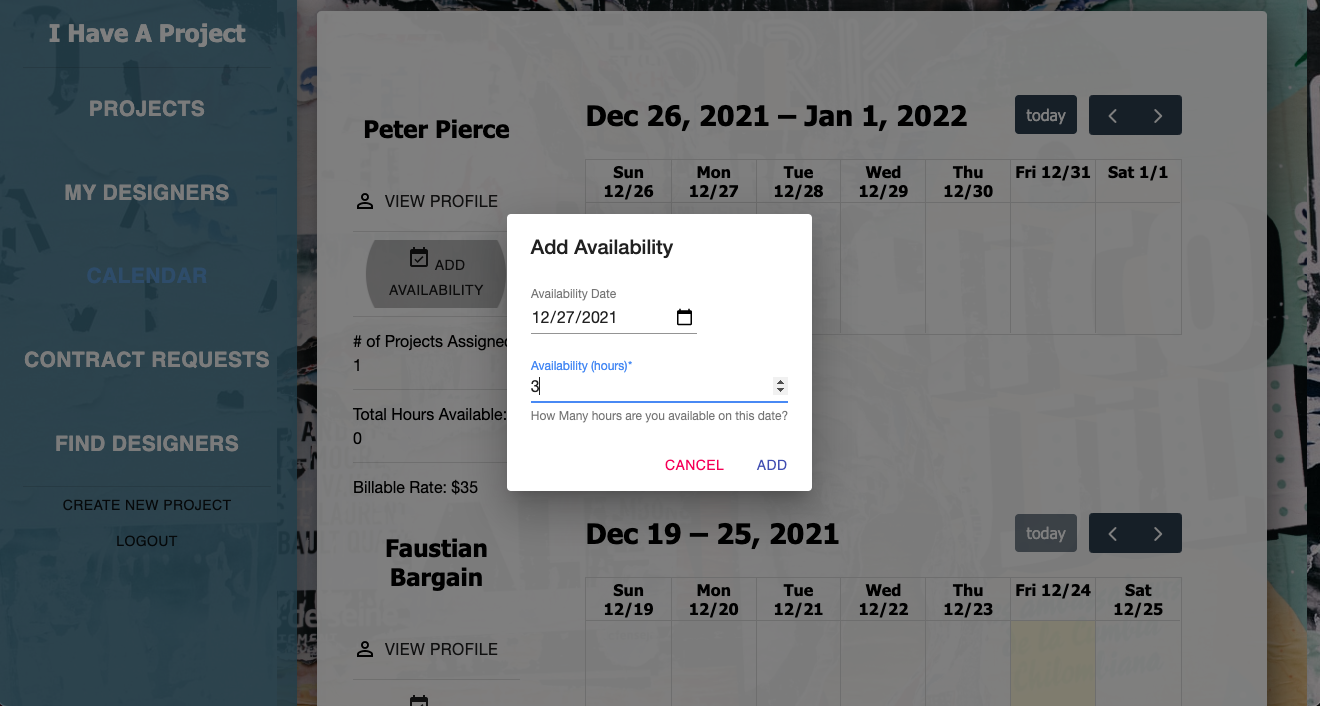 I Have A Project
PROJECTS
MY DESIGNERS
CALENDAR
CONTRACT REQUESTS
FIND DESIGNERS
CREATE NEW PROJECT
LOGOUT
Peter Pierce
VIEW PROFILE
ADD
AVAILABILITY
# of Projects Assigned
1
Total Hours Available:
0
Billable Rate: $35
Dec 26, 2021 – Jan 1, 2022
today
Sun 12/26
Mon 12/27
Tue 12/28
Wed 12/29
Thu 12/30
Fri 12/31
Sat 1/1
Add Availability
Availability Date
12/27/2021
Availability (hours)*
3
How Many hours are you available on this date?
CANCEL
ADD
Faustian
Bargain
VIEW PROFILE
Dec 19 – 25, 2021
today
Sun 12/19
Mon 12/20
Tue 12/21
Wed 12/22
Thu 12/23
Fri 12/24
Sat 12/25